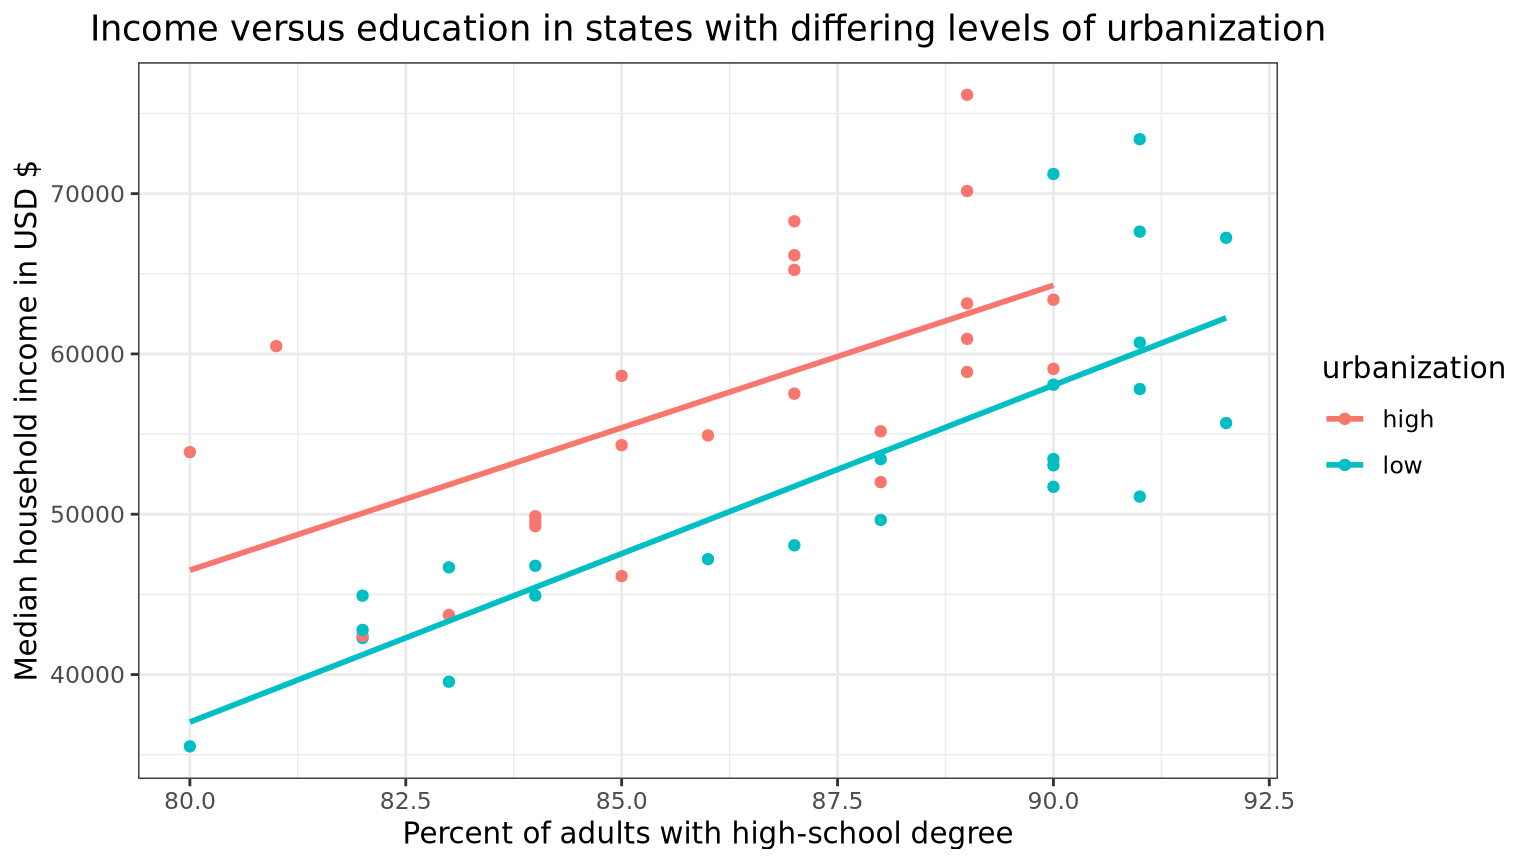 Income versus education in states with differing levels of urbanization
Median household income in USD $
70000
60000
50000
40000
80.0 82.5 85.0 87.5 90.0 92.5
Percent of adults with high-school degree
urbanization
high
low